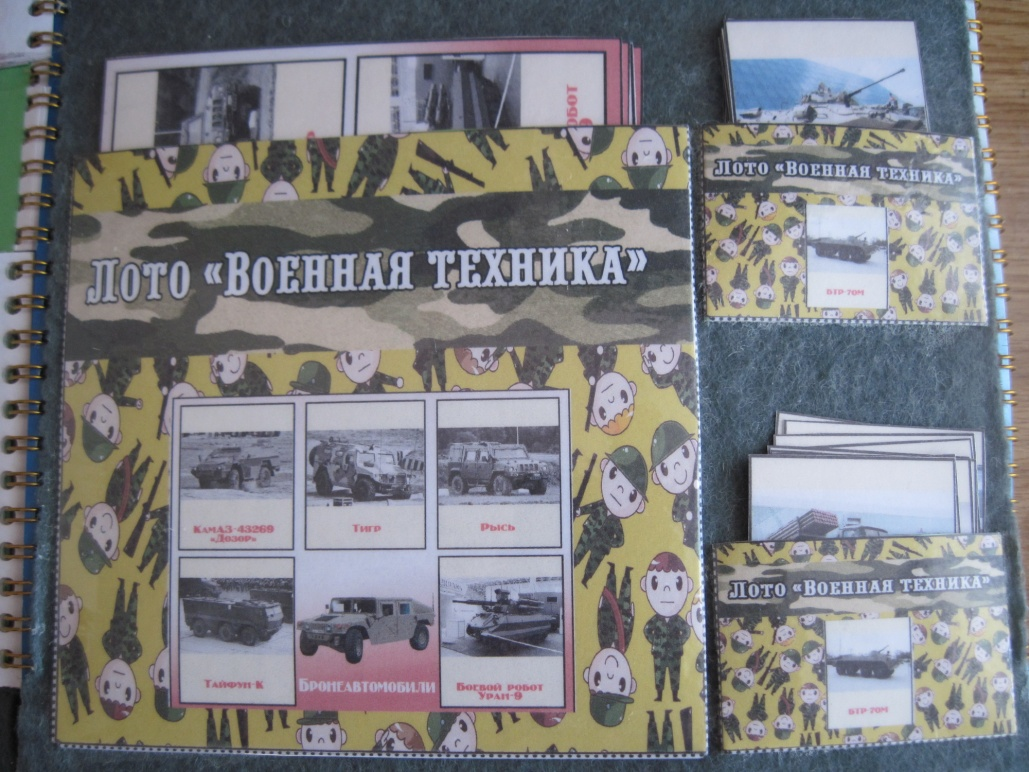 ОБОТ
Лото «Военная техника»
КамАЗ-43269
«Дозор»
Тигр
Рысь
Тайфун-К
Бронеавтомобили
Боевой робот
Уран-9
Лото «Военная техника»
БТР-70М
Лото «Военная техника»
БТР-70М